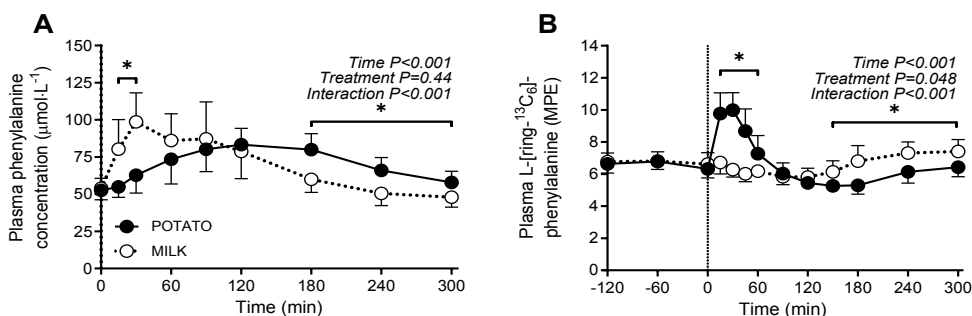 A
Plasma phenylalanine
concentration (μmol·L⁻¹)
150
125
100
75
50
25
0
*
Time P<0.001
Treatment P=0.44
Interaction P<0.001
*
POTATO
MILK
0 60 120 180 240 300
Time (min)
B
Plasma L-[ring-¹³C₆]-
phenylalanine (MPE)
14
12
10
8
6
4
2
0
*
Time P<0.001
Treatment P=0.048
Interaction P<0.001
*
-120 -60 0 60 120 180 240 300
Time (min)